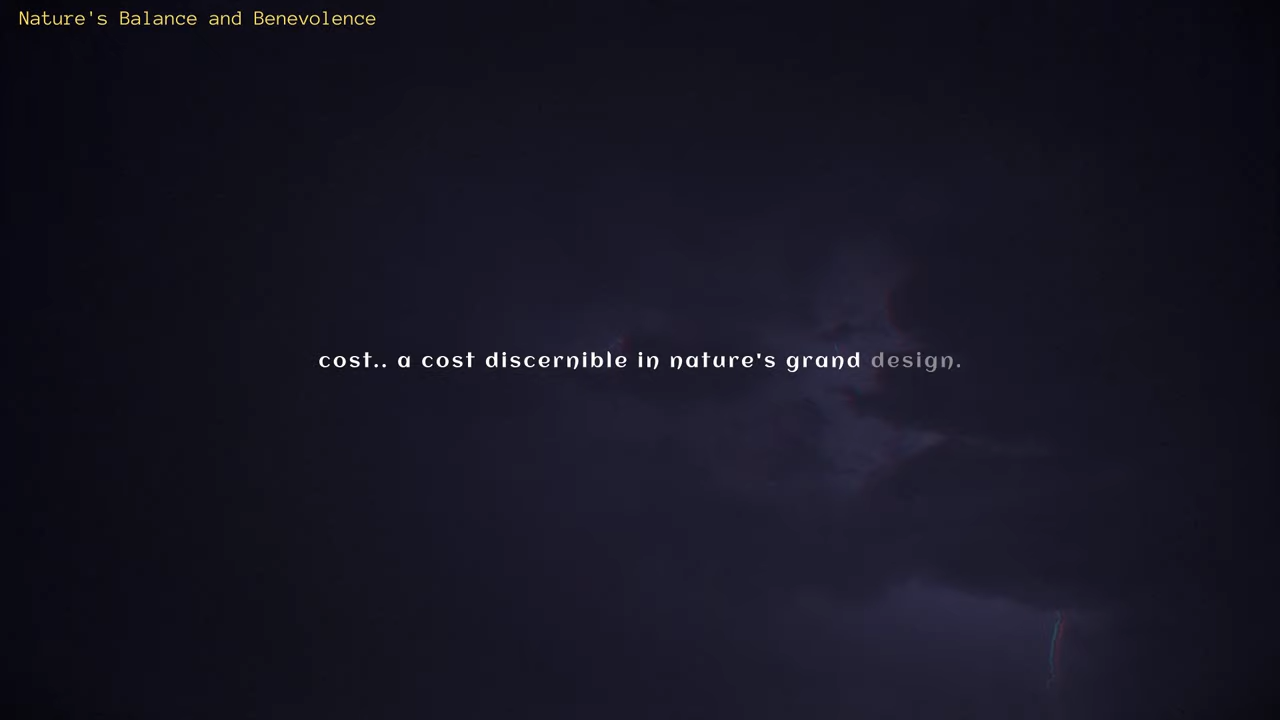 Nature's Balance and Benevolence
cost.. a cost discernible in nature's grand design.